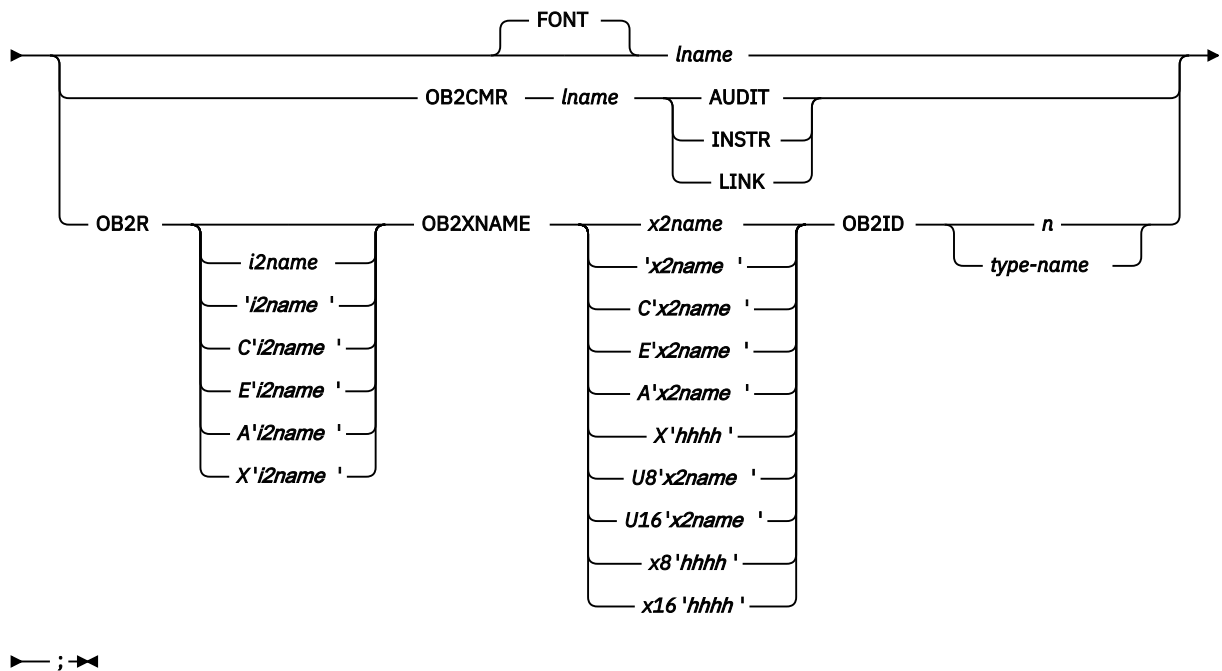 FONT
lname
OB2CMR lname AUDIT
INSTR
LINK
OB2R OB2XNAME x2name OB2ID n
i2name 'x2name ' type-name
'i2name ' C'x2name '
C'i2name ' E'x2name '
E'i2name ' A'x2name '
A'i2name ' X'hhhh'
X'i2name ' U8'x2name '
U16'x2name '
x8'hhhh'
x16'hhhh'
;